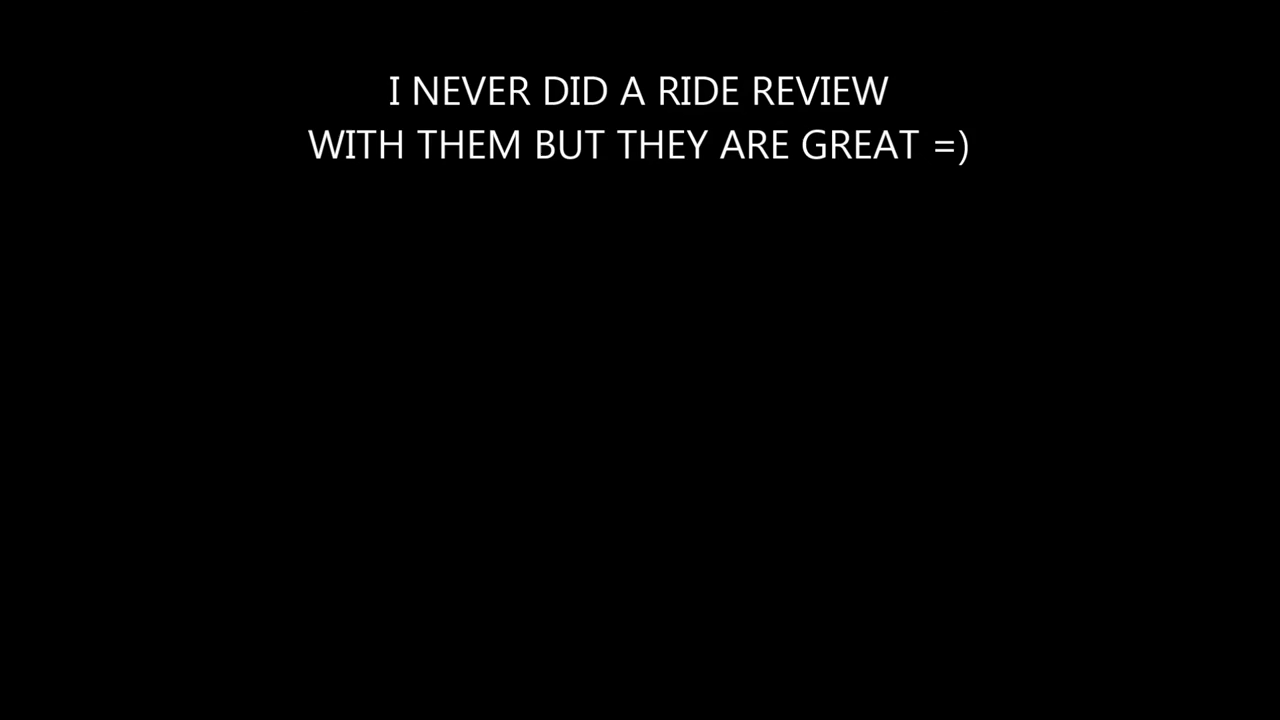 I NEVER DID A RIDE REVIEW
WITH THEM BUT THEY ARE GREAT =)